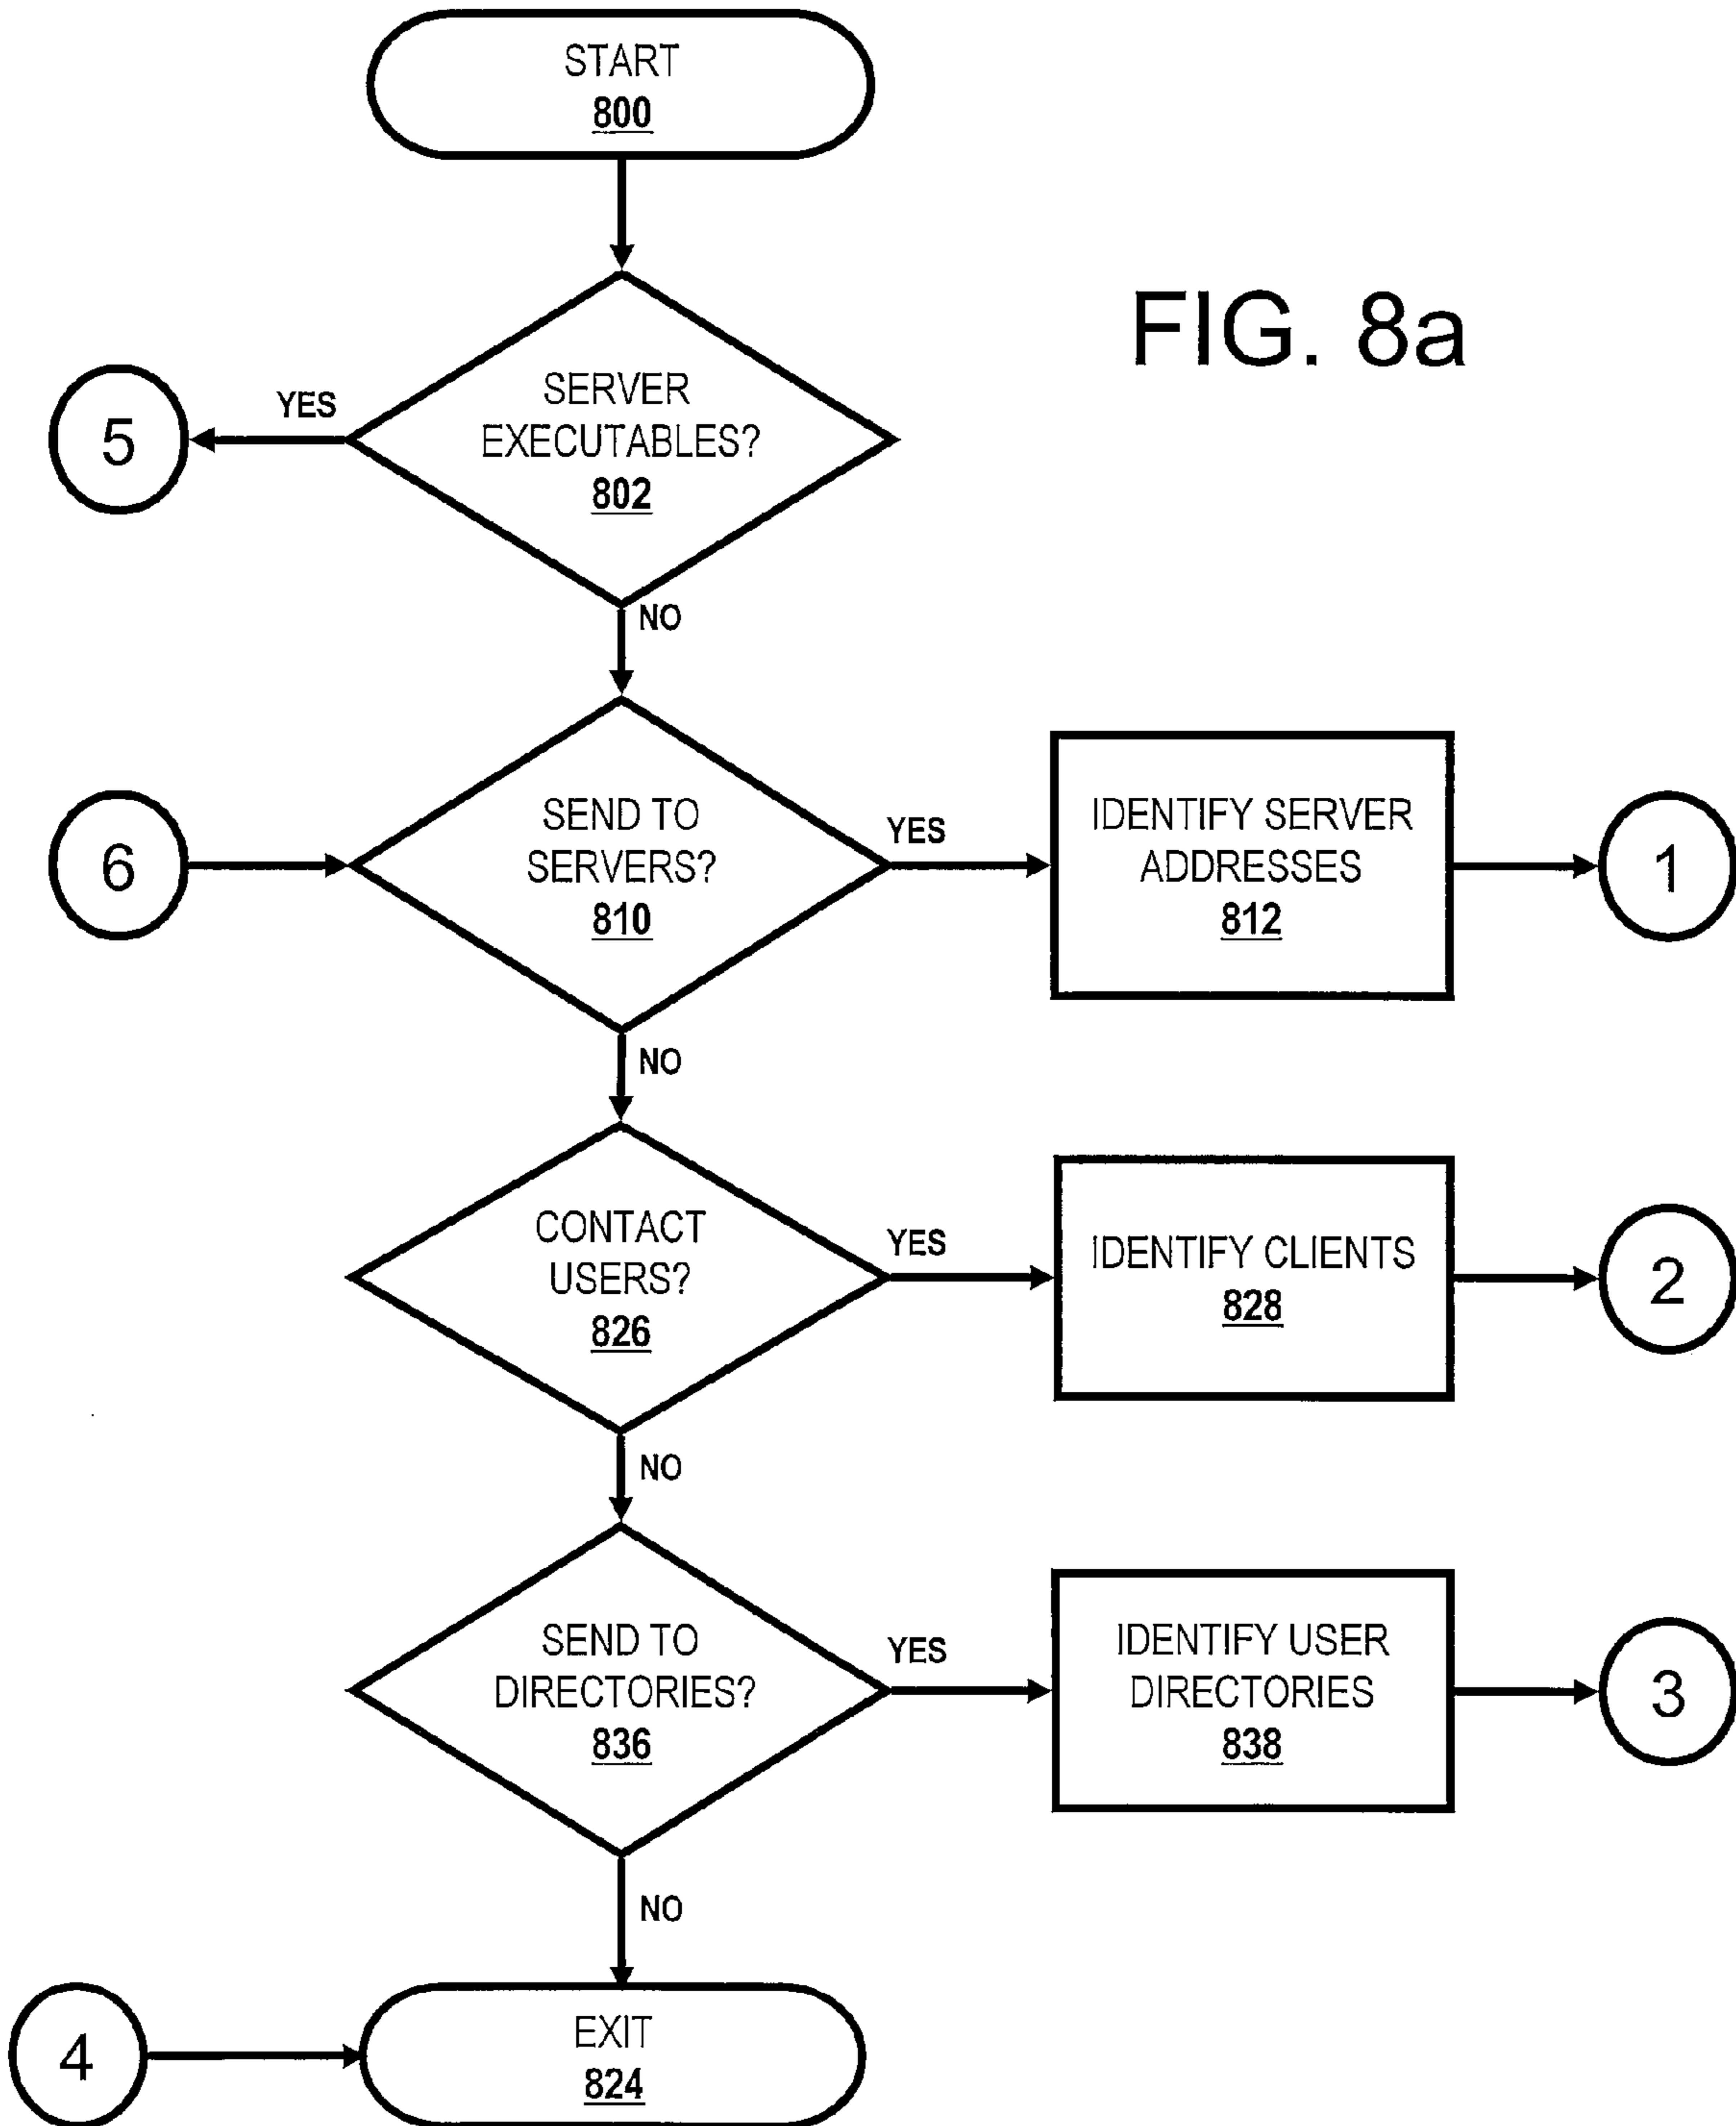 START
800
FIG. 8a
5
YES
SERVER
EXECUTABLES?
802
NO
6
SEND TO
SERVERS?
810
YES
IDENTIFY SERVER
ADDRESSES
812
1
NO
CONTACT
USERS?
826
YES
IDENTIFY CLIENTS
828
2
NO
SEND TO
DIRECTORIES?
836
YES
IDENTIFY USER
DIRECTORIES
838
3
NO
4
EXIT
824